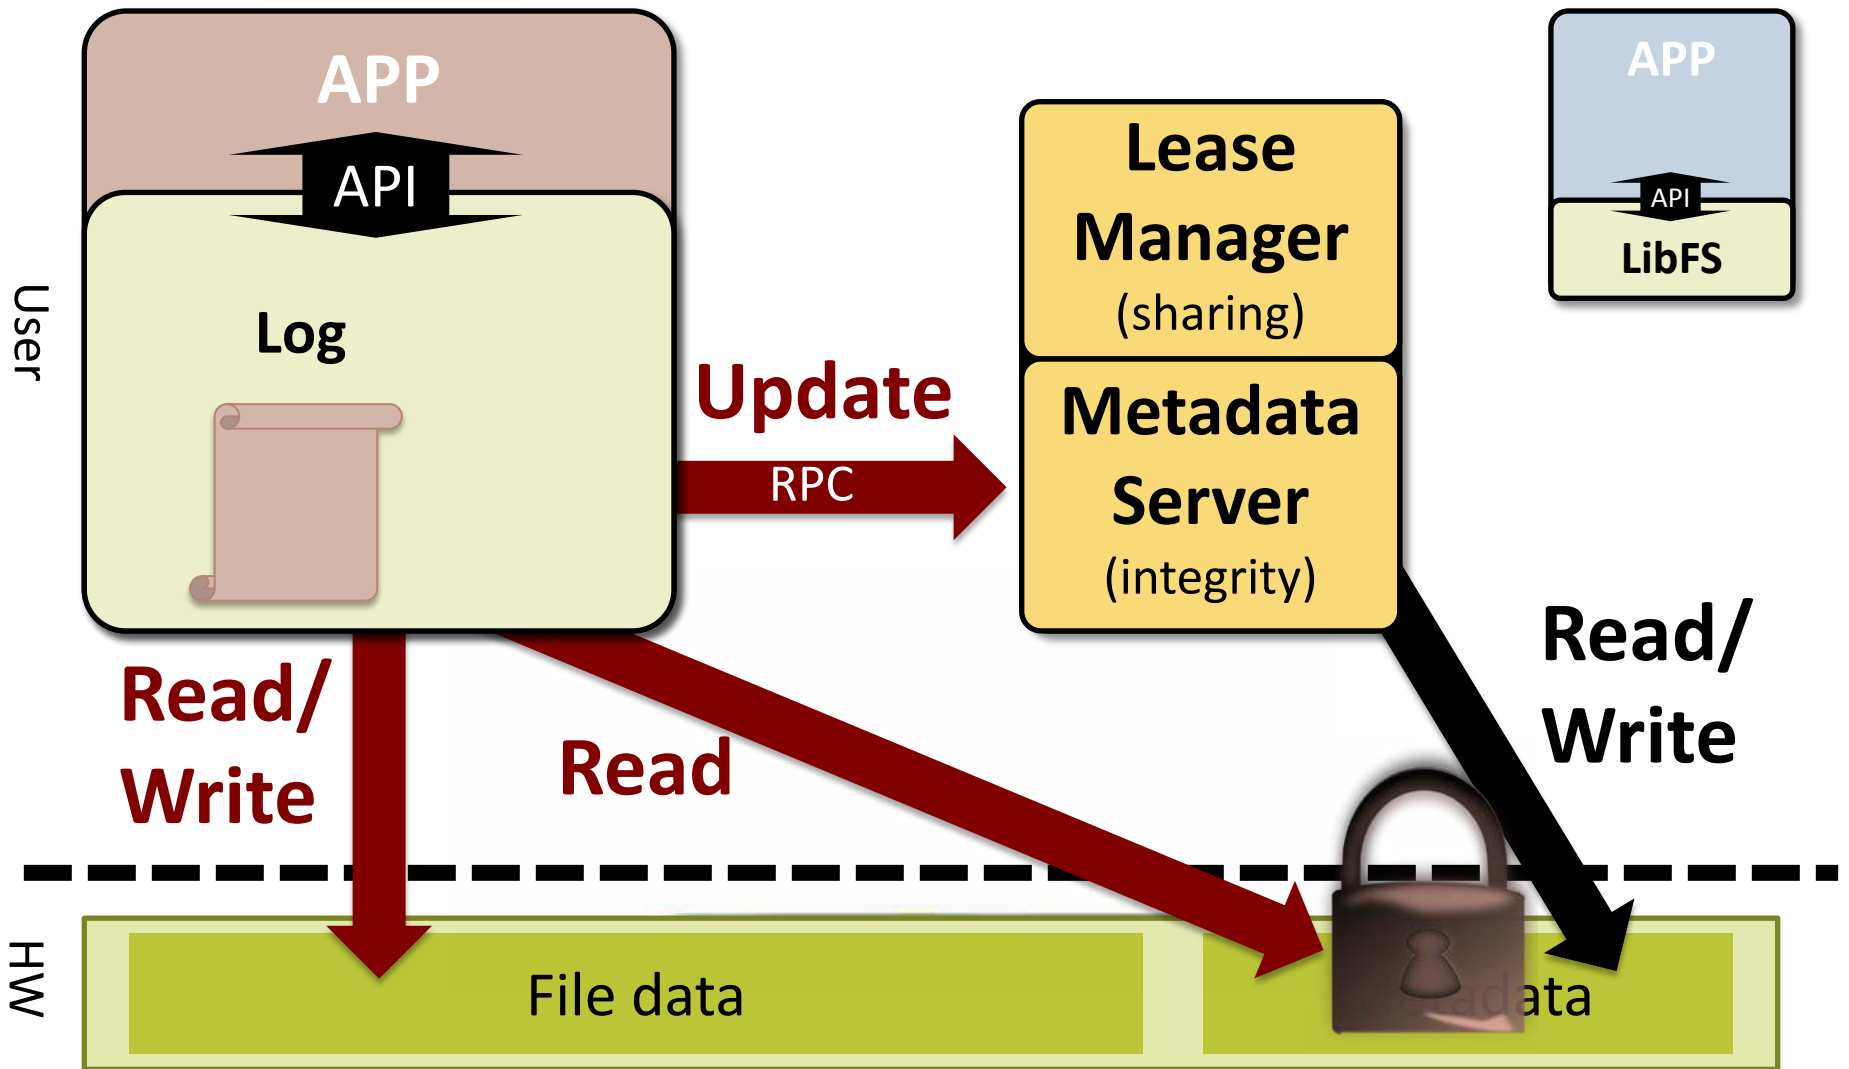 APP
API
Log
User
Update
RPC
Lease
Manager
(sharing)
Metadata
Server
(integrity)
APP
API
LibFS
Read/
Write
Read
Read/
Write
HW
File data